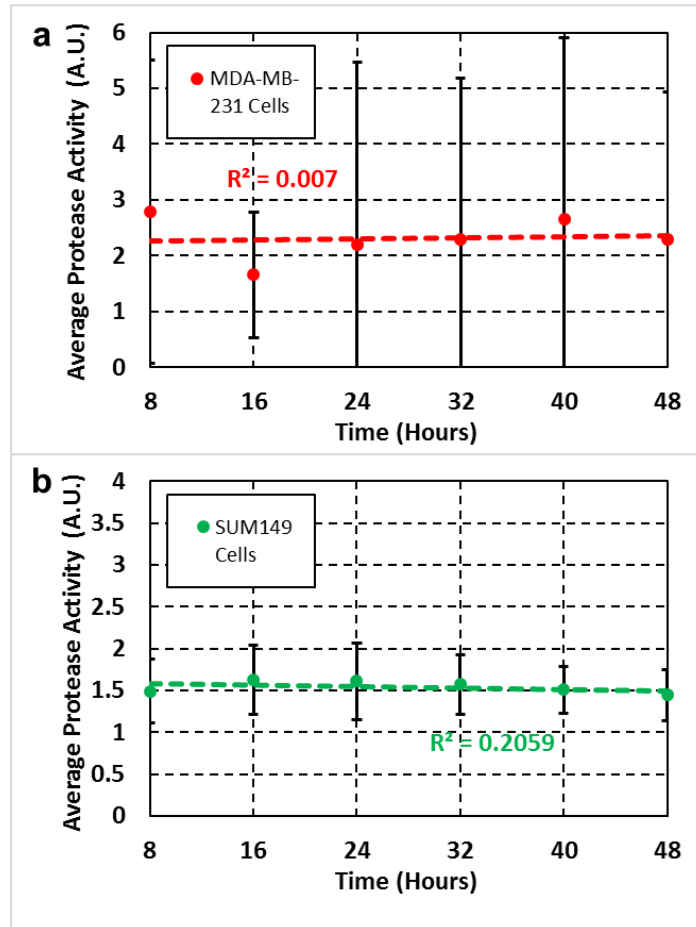 a
Average Protease Activity (A.U.)
6
5
4
3
2
1
0
MDA-MB-
231 Cells
R² = 0.007
8 16 24 32 40 48
Time (Hours)
b
Average Protease Activity (A.U.)
4
3.5
3
2.5
2
1.5
1
0.5
0
SUM149
Cells
R² = 0.2059
8 16 24 32 40 48
Time (Hours)